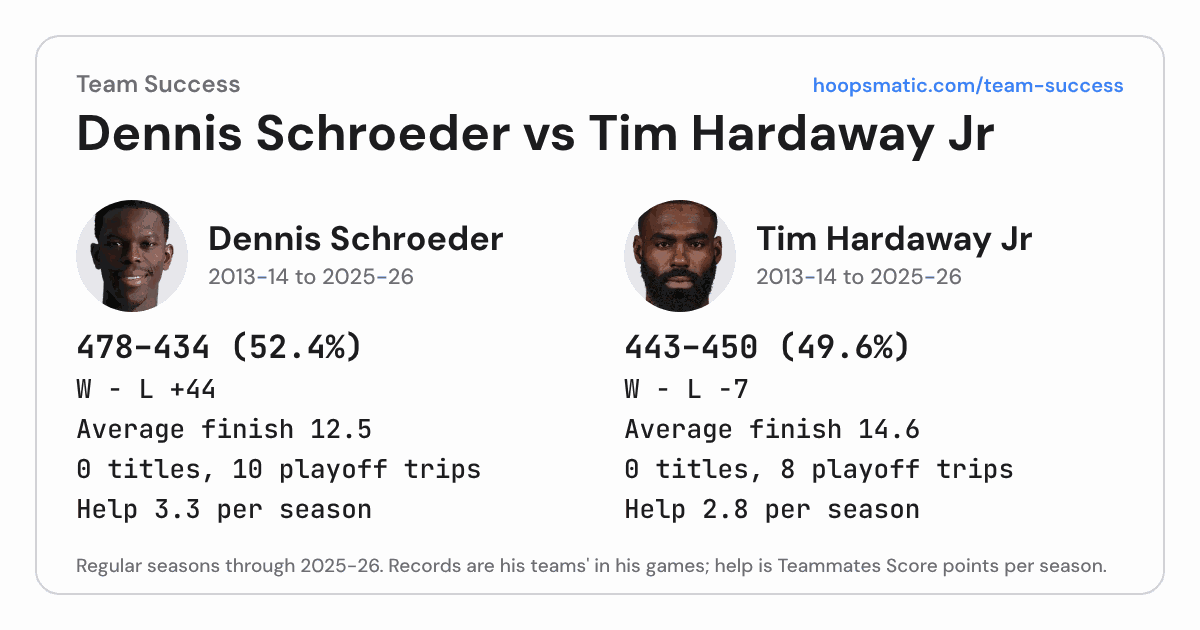 Team Success
hoopsmatic.com/team-success
Dennis Schroeder vs Tim Hardaway Jr
Dennis Schroeder
2013-14 to 2025-26
478-434 (52.4%)
W - L +44
Average finish 12.5
0 titles, 10 playoff trips
Help 3.3 per season
Tim Hardaway Jr
2013-14 to 2025-26
443-450 (49.6%)
W - L -7
Average finish 14.6
0 titles, 8 playoff trips
Help 2.8 per season
Regular seasons through 2025-26. Records are his teams' in his games; help is Teammates Score points per season.